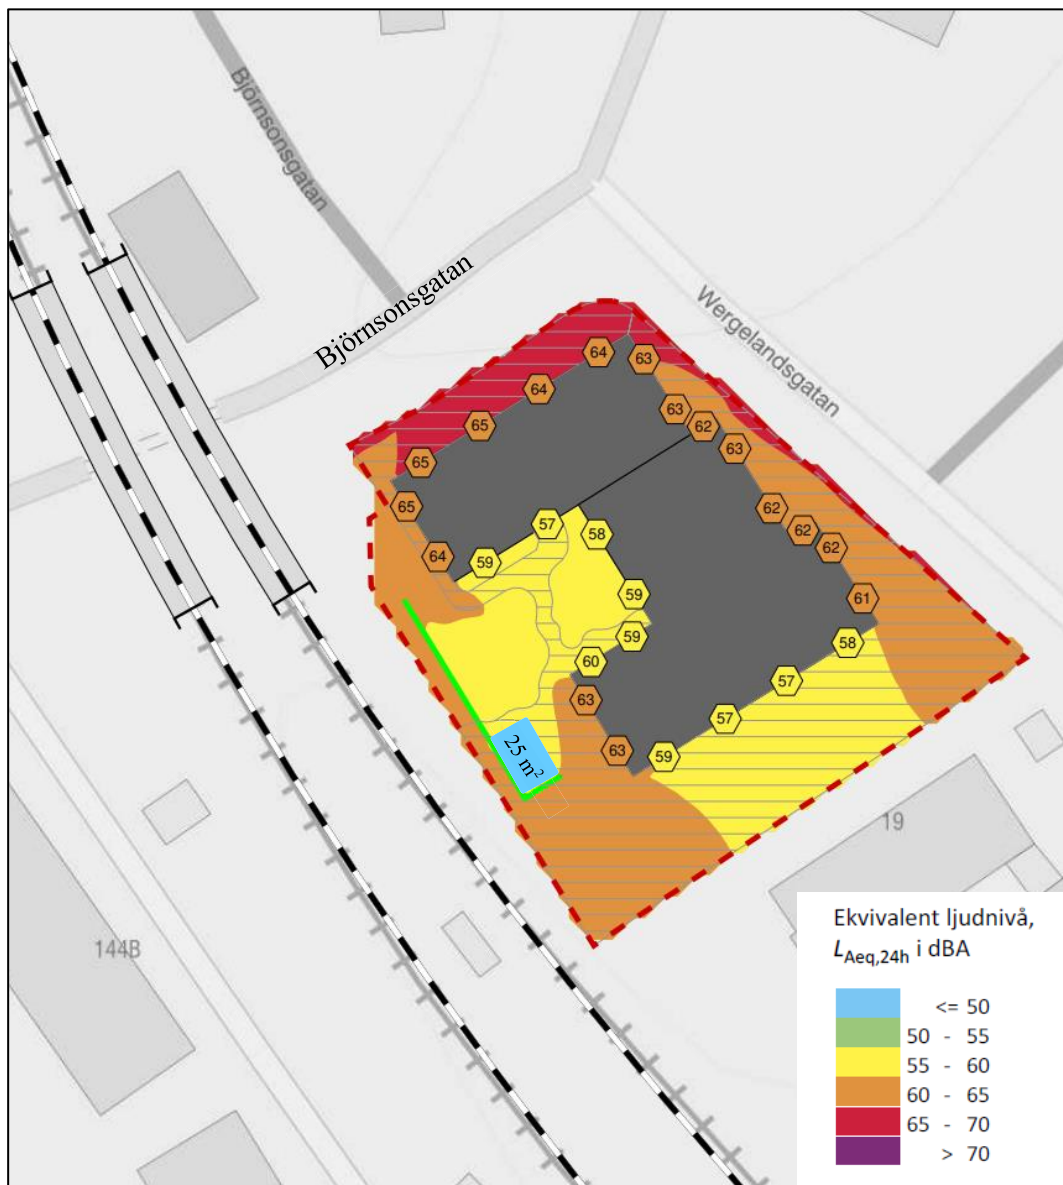 Björnsonsgatan
Björnsonsgatan
Wergelandsgatan
64
63
64
63
65
62
63
65
65
62
57
58
62
64
62
59
59
61
59
58
60
57
63
57
63
59
25 m²
19
144B
Ekvivalent ljudnivå,
LAeq,24h i dBA
<= 50
50 - 55
55 - 60
60 - 65
65 - 70
> 70